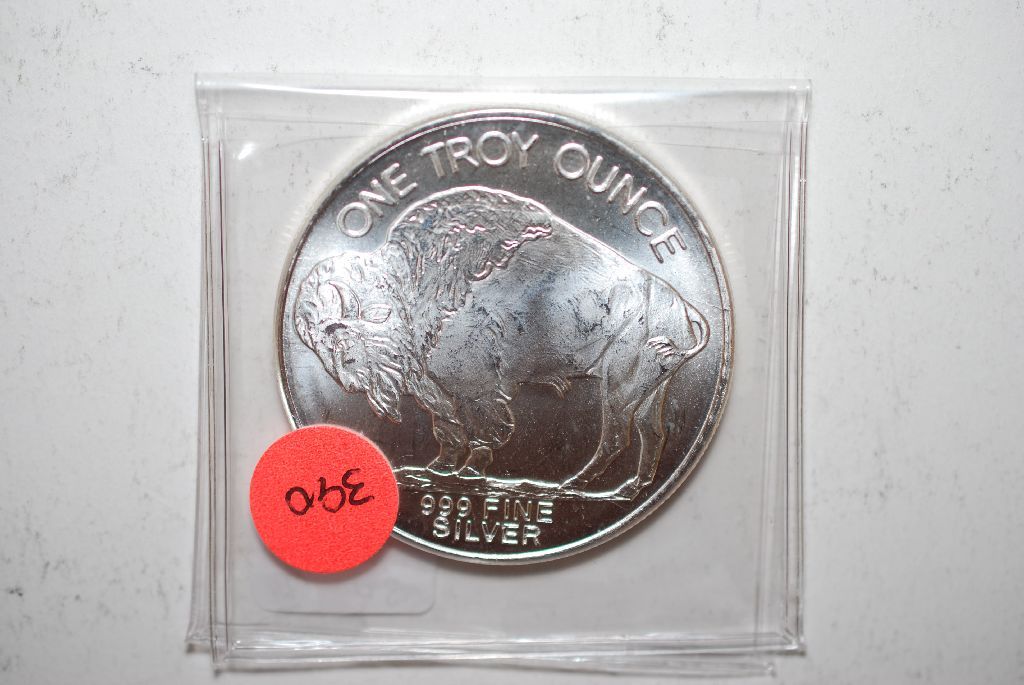 ONE TROY OUNCE
999 FINE
SILVER
390